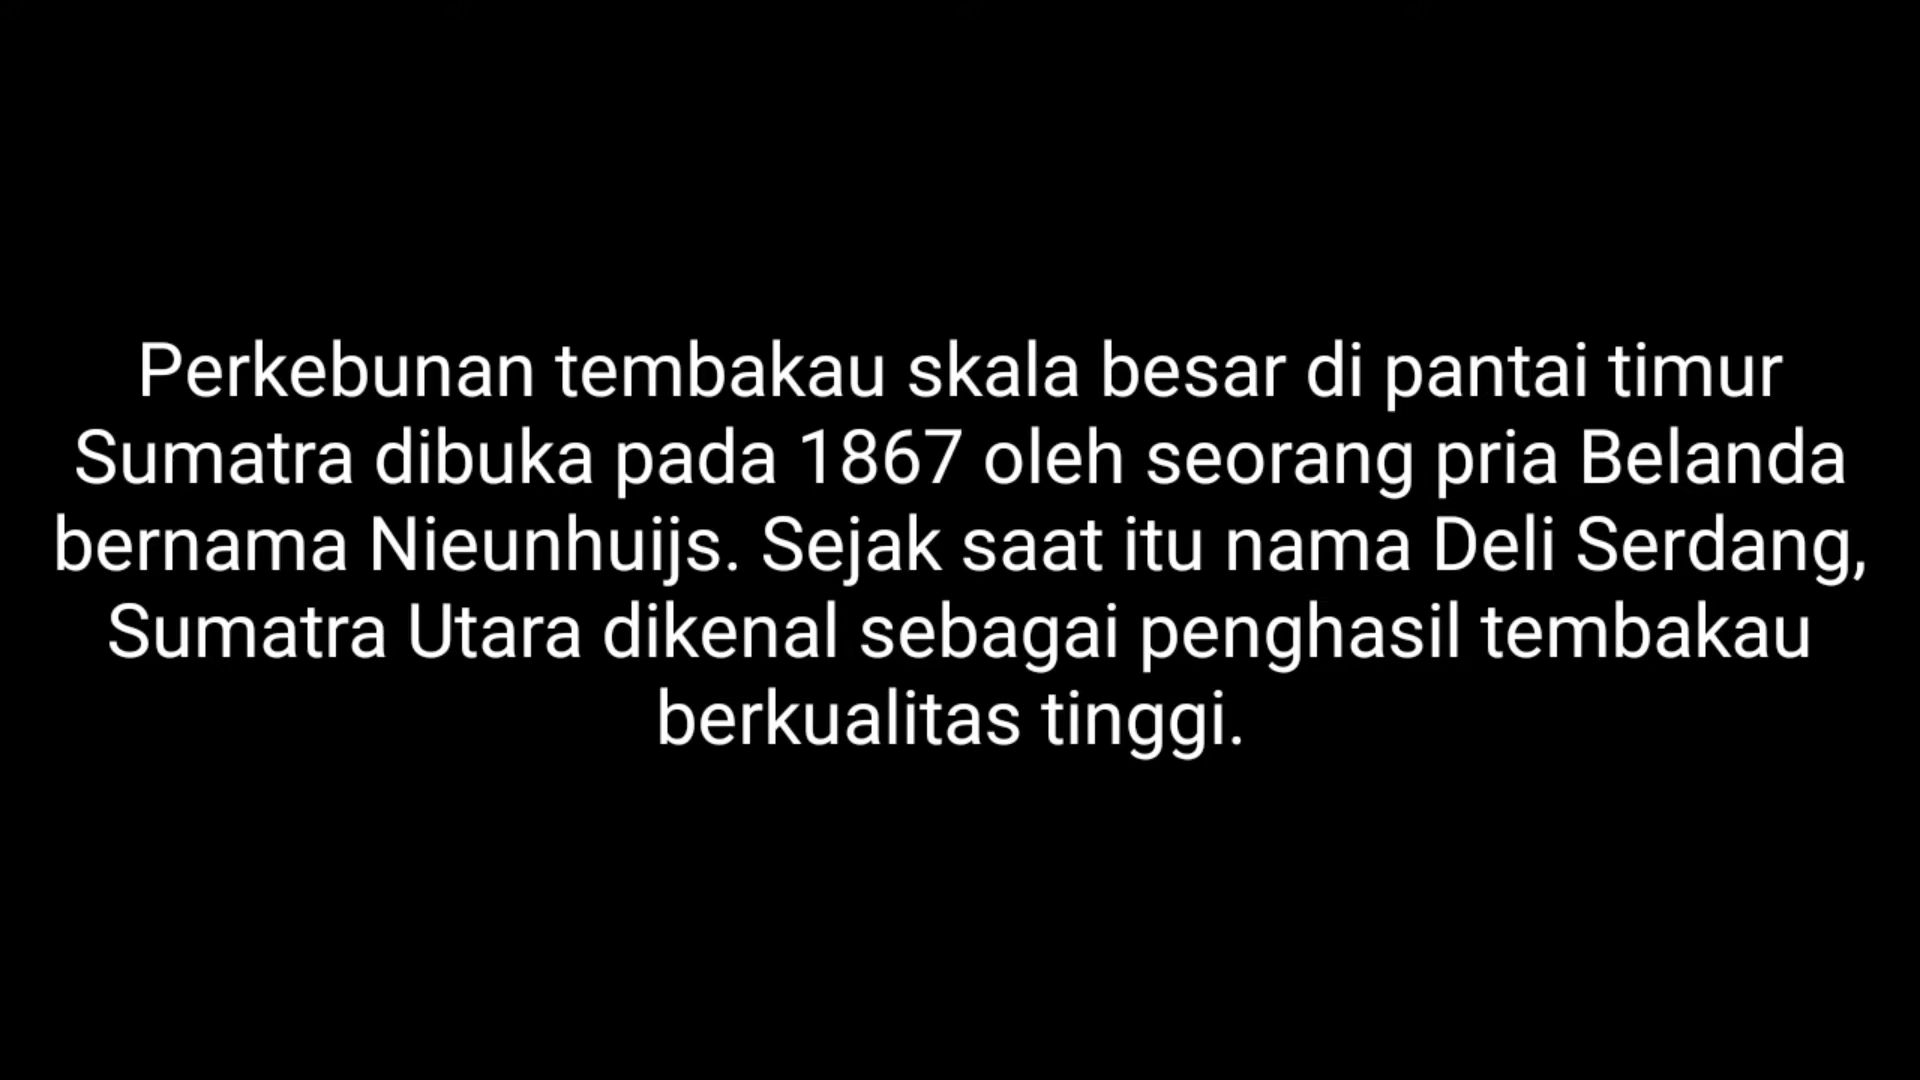 Perkebunan tembakau skala besar di pantai timur
Sumatra dibuka pada 1867 oleh seorang pria Belanda
bernama Nieunhuijs. Sejak saat itu nama Deli Serdang,
Sumatra Utara dikenal sebagai penghasil tembakau
berkualitas tinggi.